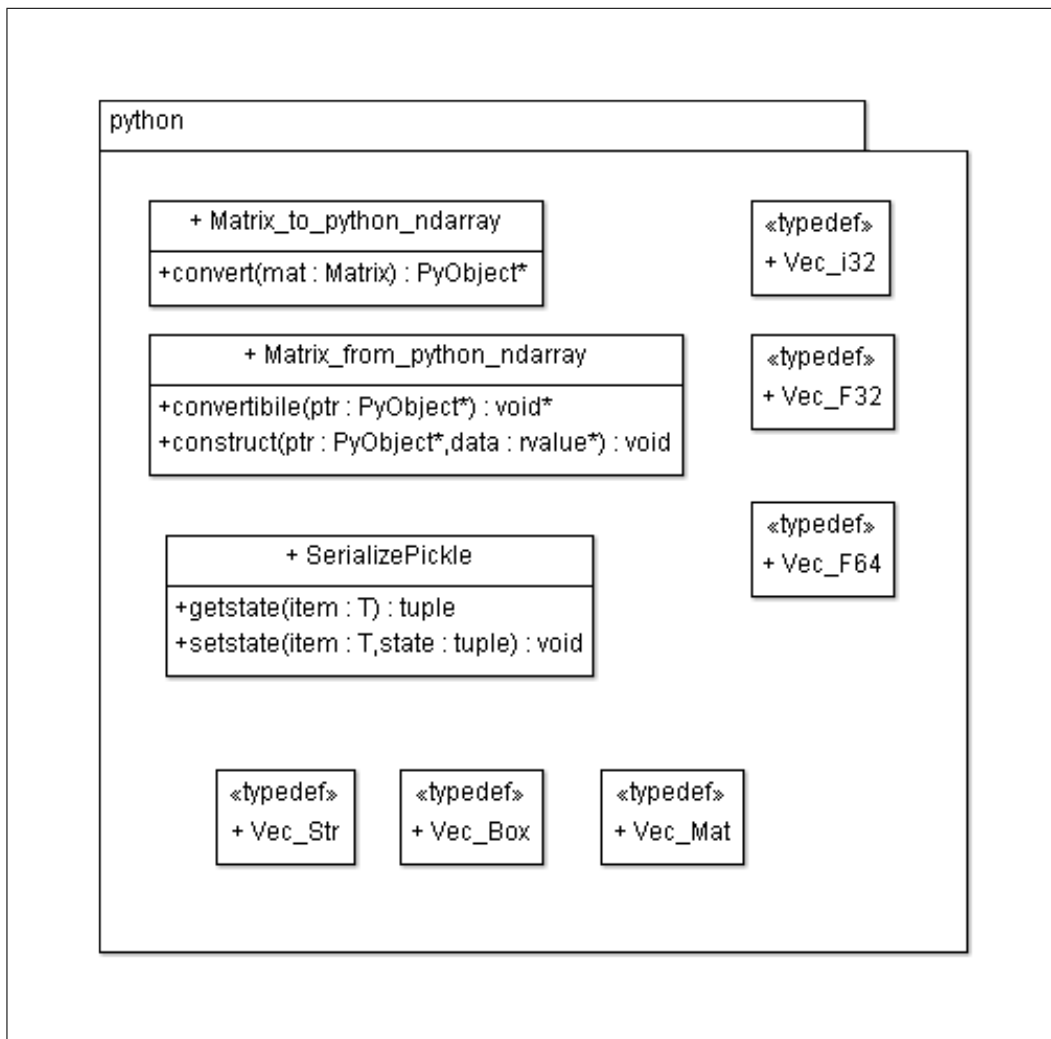 python
+ Matrix_to_python_ndarray
+convert(mat : Matrix) : PyObject*
«typedef»
+ Vec_i32
+ Matrix_from_python_ndarray
+convertibile(ptr : PyObject*) : void*
+construct(ptr : PyObject*,data : rvalue*) : void
«typedef»
+ Vec_F32
«typedef»
+ Vec_F64
+ SerializePickle
+getstate(item : T) : tuple
+setstate(item : T,state : tuple) : void
«typedef»
+ Vec_Str
«typedef»
+ Vec_Box
«typedef»
+ Vec_Mat